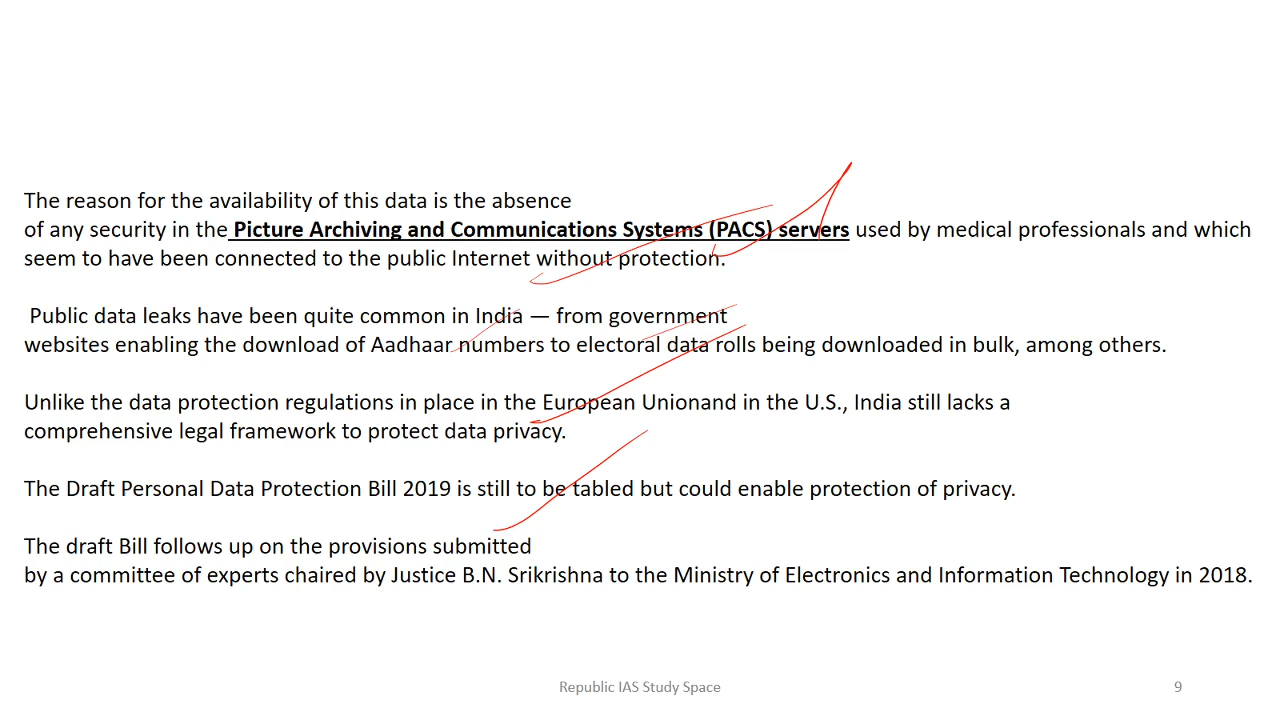 The reason for the availability of this data is the absence
of any security in the Picture Archiving and Communications Systems (PACS) servers used by medical professionals and which
seem to have been connected to the public Internet without protection.
Public data leaks have been quite common in India — from government
websites enabling the download of Aadhaar numbers to electoral data rolls being downloaded in bulk, among others.
Unlike the data protection regulations in place in the European Unionand in the U.S., India still lacks a
comprehensive legal framework to protect data privacy.
The Draft Personal Data Protection Bill 2019 is still to be tabled but could enable protection of privacy.
The draft Bill follows up on the provisions submitted
by a committee of experts chaired by Justice B.N. Srikrishna to the Ministry of Electronics and Information Technology in 2018.
Republic IAS Study Space
9